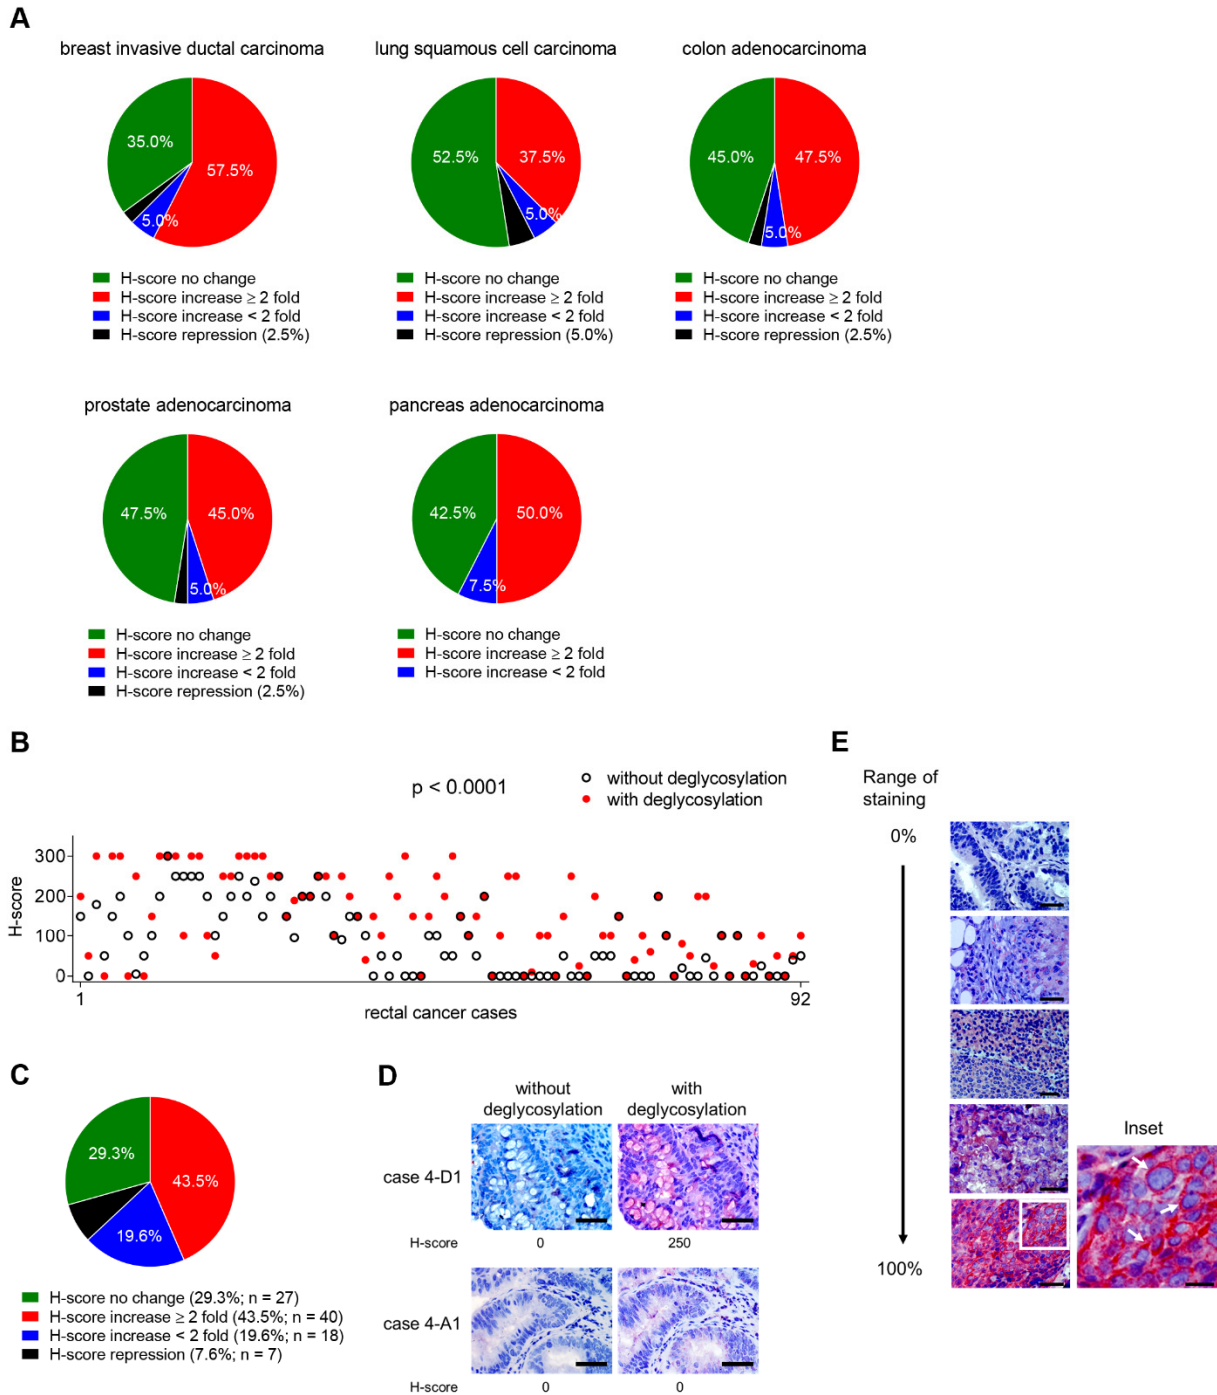 A
breast invasive ductal carcinoma
35.0%
57.5%
5.0%
H-score no change
H-score increase ≥ 2 fold
H-score increase < 2 fold
H-score repression (2.5%)
lung squamous cell carcinoma
52.5%
37.5%
5.0%
H-score no change
H-score increase ≥ 2 fold
H-score increase < 2 fold
H-score repression (5.0%)
colon adenocarcinoma
45.0%
47.5%
5.0%
H-score no change
H-score increase ≥ 2 fold
H-score increase < 2 fold
H-score repression (2.5%)
prostate adenocarcinoma
47.5%
45.0%
5.0%
H-score no change
H-score increase ≥ 2 fold
H-score increase < 2 fold
H-score repression (2.5%)
pancreas adenocarcinoma
42.5%
50.0%
7.5%
H-score no change
H-score increase ≥ 2 fold
H-score increase < 2 fold
B
p < 0.0001
without deglycosylation
with deglycosylation
H-score
300
200
100
0
1
92
rectal cancer cases
C
29.3%
43.5%
19.6%
H-score no change (29.3%; n = 27)
H-score increase ≥ 2 fold (43.5%; n = 40)
H-score increase < 2 fold (19.6%; n = 18)
H-score repression (7.6%; n = 7)
D
without
deglycosylation
with
deglycosylation
case 4-D1
H-score
0
250
case 4-A1
H-score
0
0
E
Range of
staining
0%
100%
Inset